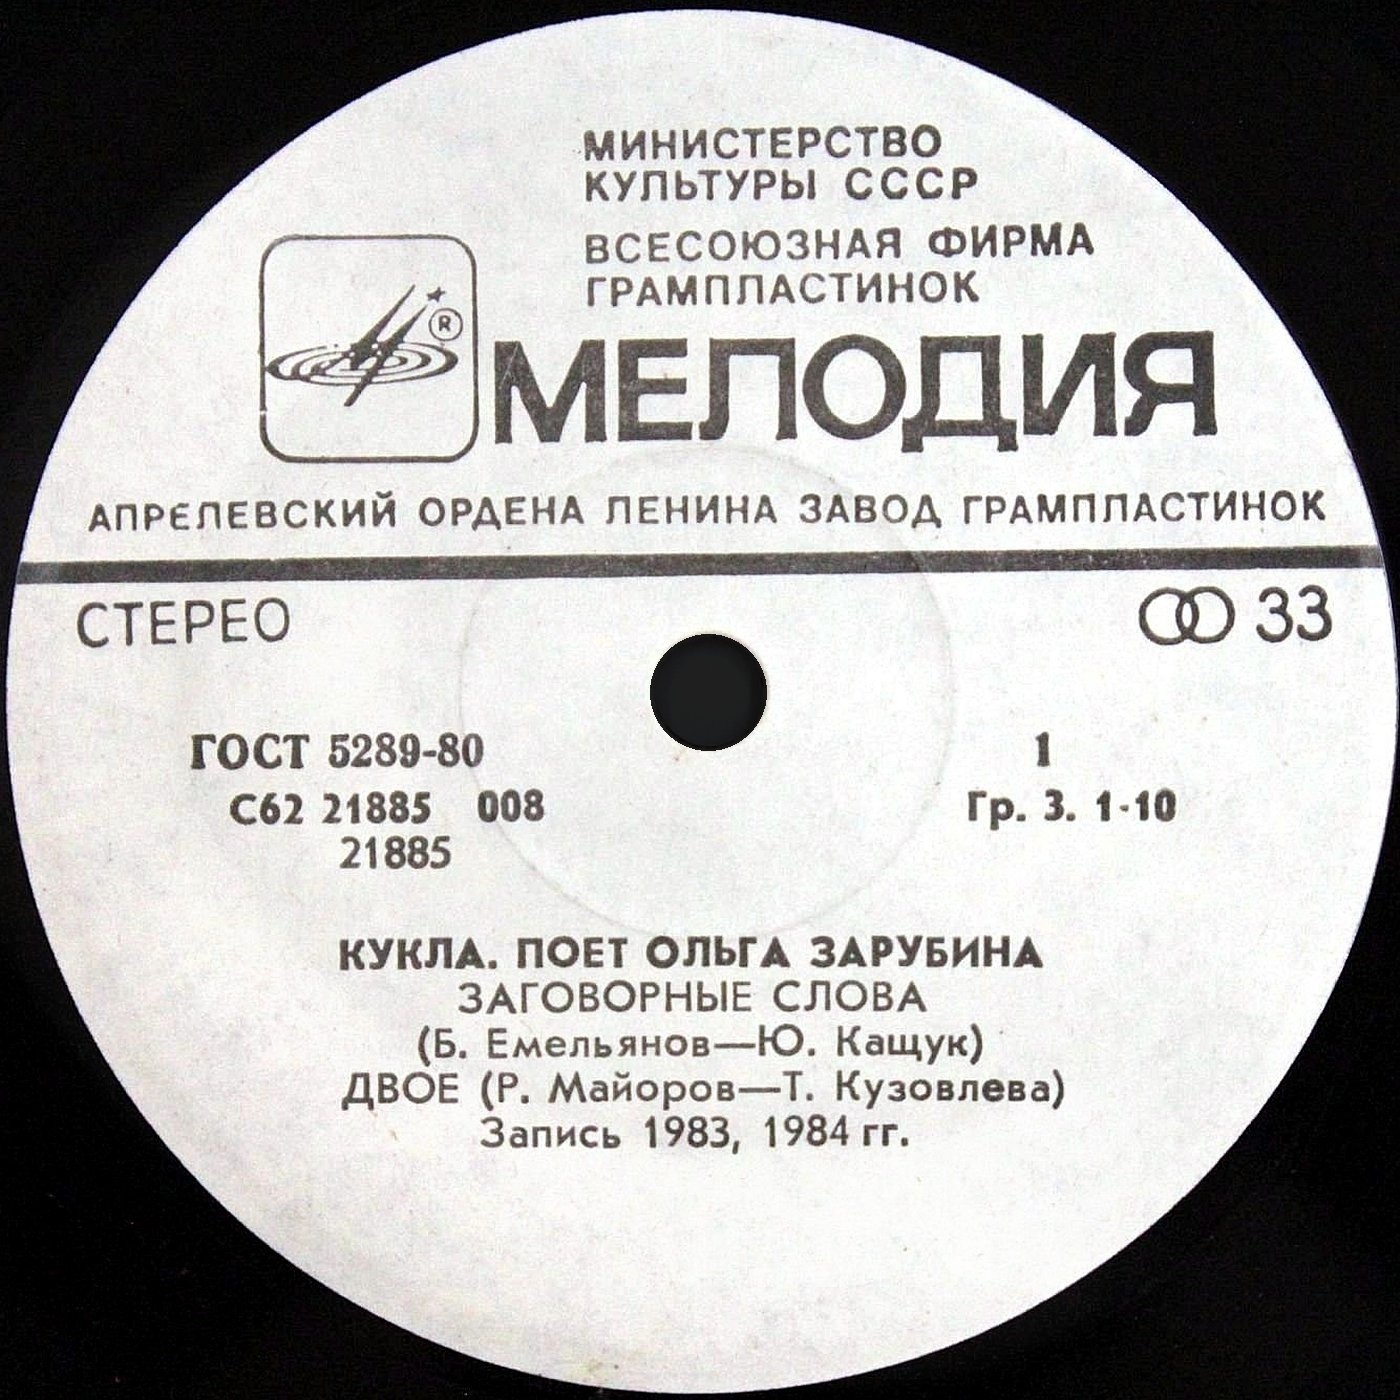 МИНИСТЕРСТВО
КУЛЬТУРЫ СССР
ВСЕСОЮЗНАЯ ФИРМА
ГРАМПЛАСТИНОК
®
МЕЛОДИЯ
АПРЕЛЕВСКИЙ ОРДЕНА ЛЕНИНА ЗАВОД ГРАМПЛАСТИНОК
СТЕРЕО
33
ГОСТ 5289-80
1
С62 21885 008
Гр. 3. 1-10
21885
КУКЛА. ПОЕТ ОЛЬГА ЗАРУБИНА
ЗАГОВОРНЫЕ СЛОВА
(Б. Емельянов—Ю. Кащук)
ДВОЕ (Р. Майоров—Т. Кузовлева)
Запись 1983, 1984 гг.